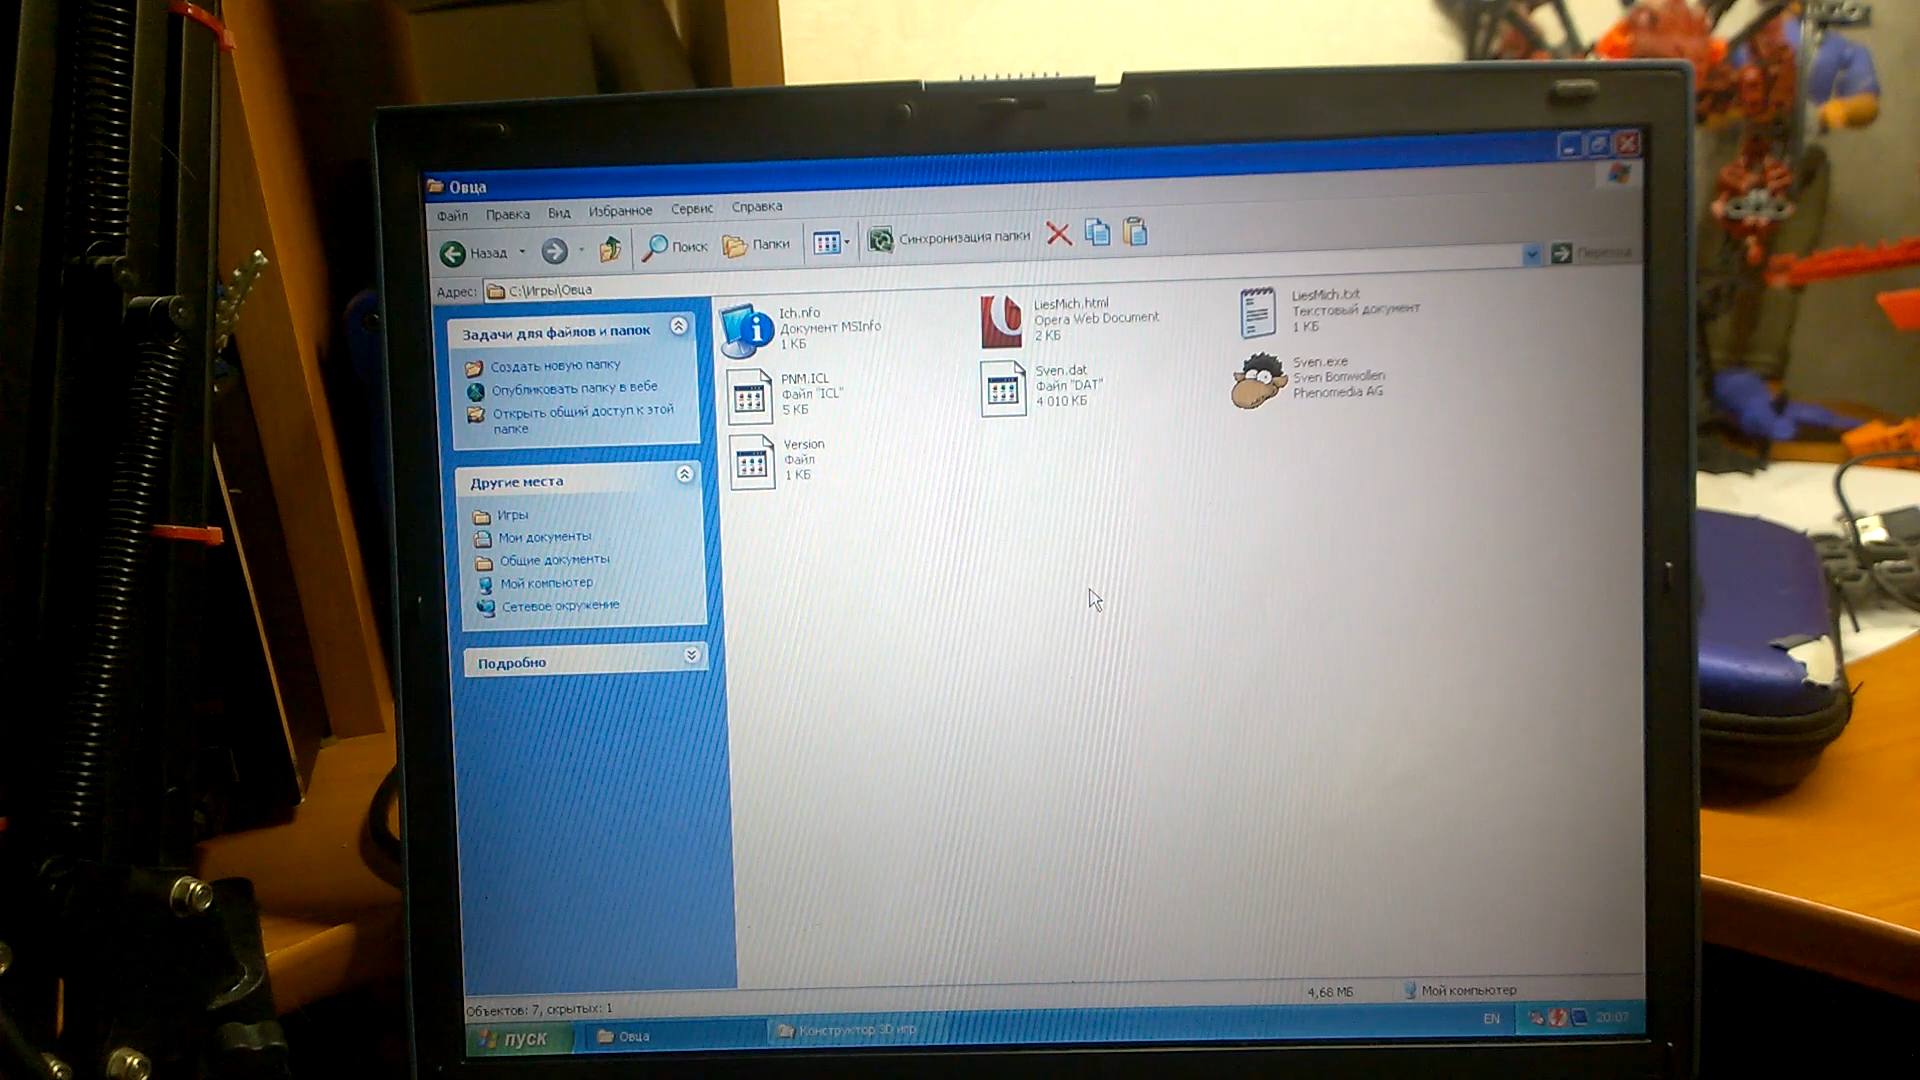 Овца
Файл Правка Вид Избранное Сервис Справка
Назад Поиск Папки Синхронизация папки
Адрес: C:\Игры\Овца Переход
Задачи для файлов и папок
Создать новую папку
Опубликовать папку в вебе
Открыть общий доступ к этой
папке
Другие места
Игры
Мои документы
Общие документы
Мой компьютер
Сетевое окружение
Подробно
Ich.nfo
Документ MSInfo
1 КБ
LiesMich.html
Opera Web Document
2 КБ
LiesMich.txt
Текстовый документ
1 КБ
PNM.ICL
Файл "ICL"
5 КБ
Sven.dat
Файл "DAT"
4 010 КБ
Sven.exe
Sven Bomwollen
Phenomedia AG
Version
Файл
1 КБ
Объектов: 7, скрытых: 1
4,68 МБ Мой компьютер
пуск Овца Конструктор 3D игр EN 20:07